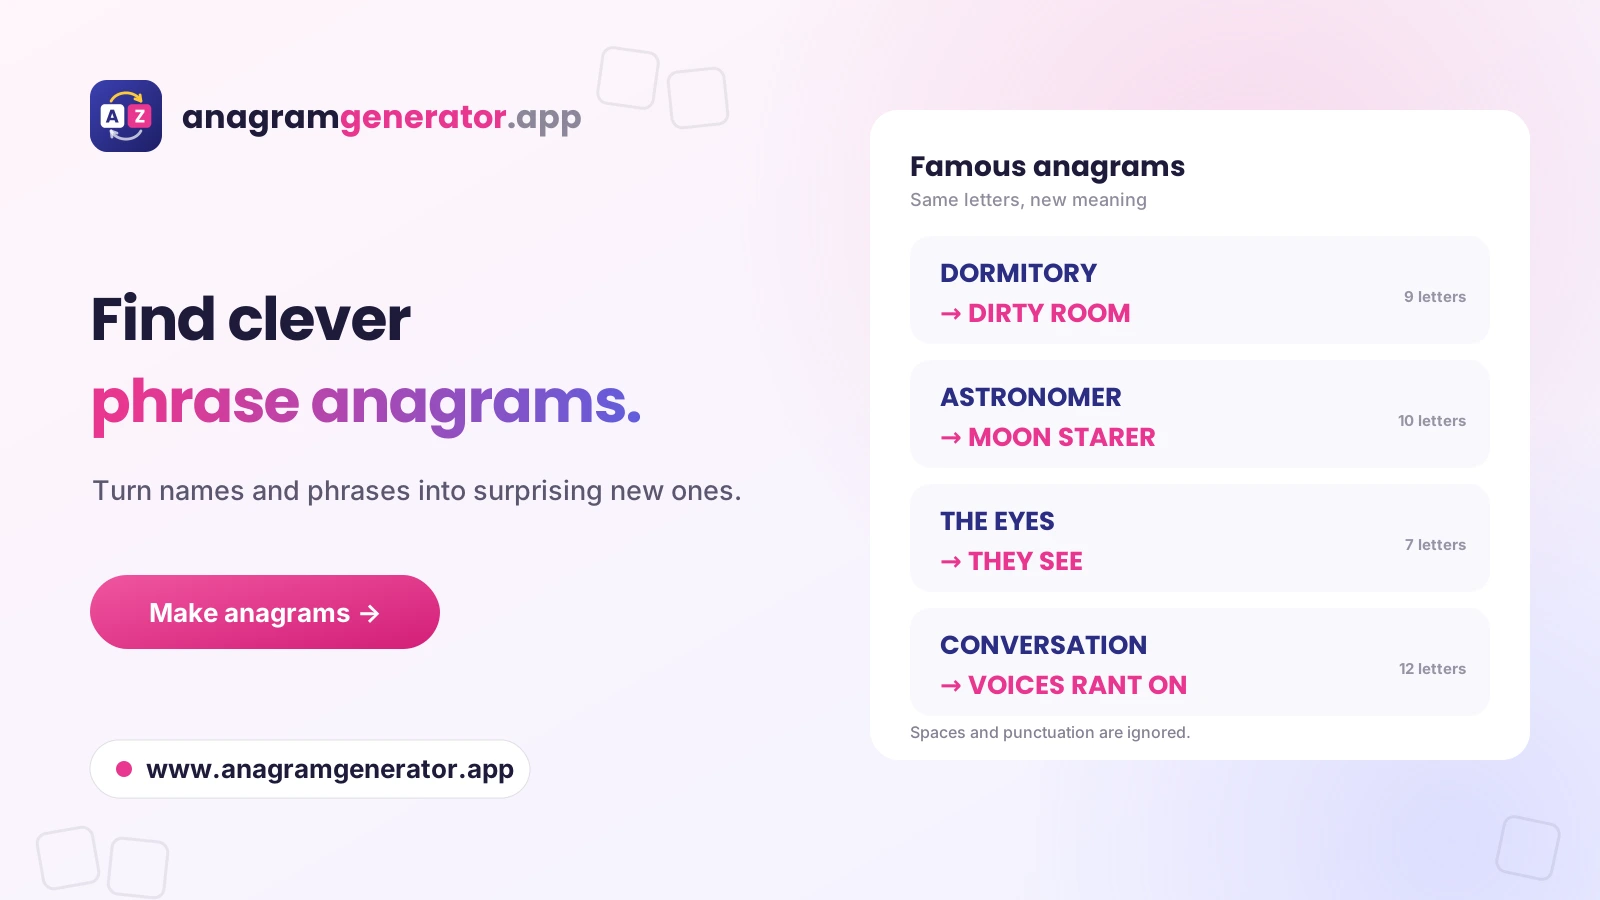 A Z
anagramgenerator.app
Find clever
phrase anagrams.
Turn names and phrases into surprising new ones.
Make anagrams →
www.anagramgenerator.app
Famous anagrams
Same letters, new meaning
DORMITORY
→ DIRTY ROOM
9 letters
ASTRONOMER
→ MOON STARER
10 letters
THE EYES
→ THEY SEE
7 letters
CONVERSATION
→ VOICES RANT ON
12 letters
Spaces and punctuation are ignored.